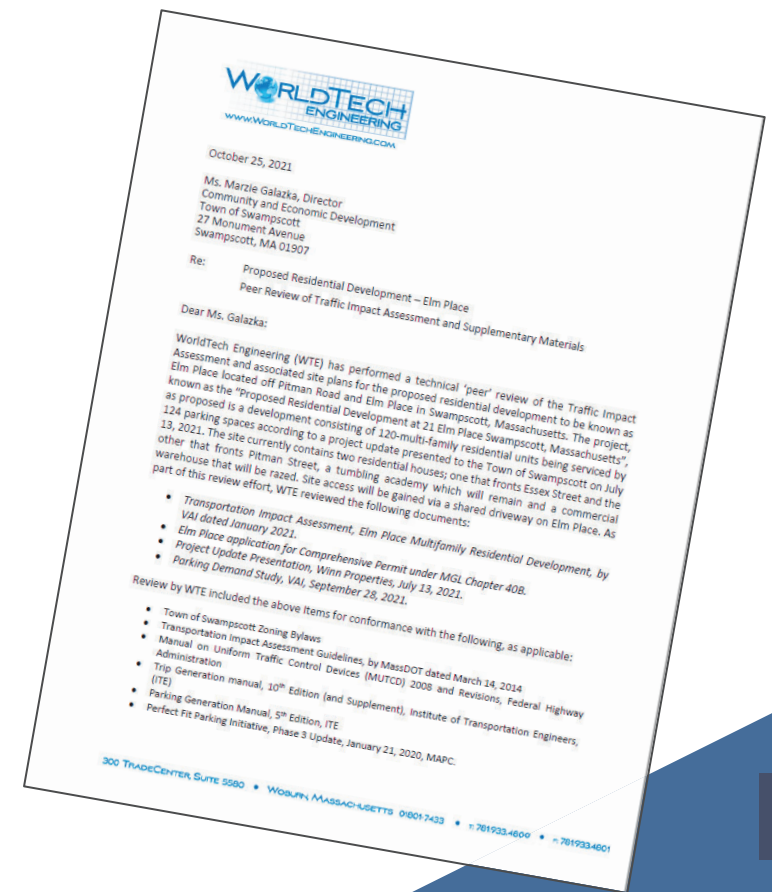 WORLDTECH
ENGINEERING
WWW.WORLDTECHENGINEERING.COM
October 25, 2021
Ms. Marzie Galazka, Director
Community and Economic Development
Town of Swampscott
27 Monument Avenue
Swampscott, MA 01907
Re: Proposed Residential Development – Elm Place
Peer Review of Traffic Impact Assessment and Supplementary Materials
Dear Ms. Galazka:
WorldTech Engineering (WTE) has performed a technical 'peer' review of the Traffic Impact
Assessment and associated site plans for the proposed residential development to be known as
Elm Place located off Pitman Road and Elm Place in Swampscott, Massachusetts. The project,
known as the "Proposed Residential Development at 21 Elm Place Swampscott, Massachusetts",
as proposed is a development consisting of 120-multi-family residential units being serviced by
124 parking spaces according to a project update presented to the Town of Swampscott on July
13, 2021. The site currently contains two residential houses; one that fronts Essex Street and the
other that fronts Pitman Street, a tumbling academy which will remain and a commercial
warehouse that will be razed. Site access will be gained via a shared driveway on Elm Place. As
part of this review effort, WTE reviewed the following documents:
• Transportation Impact Assessment, Elm Place Multifamily Residential Development, by
VAI dated January 2021.
• Elm Place application for Comprehensive Permit under MGL Chapter 40B.
• Project Update Presentation, Winn Properties, July 13, 2021.
• Parking Demand Study, VAI, September 28, 2021.
Review by WTE included the above Items for conformance with the following, as applicable:
• Town of Swampscott Zoning Bylaws
• Transportation Impact Assessment Guidelines, by MassDOT dated March 14, 2014
• Manual on Uniform Traffic Control Devices (MUTCD) 2008 and Revisions, Federal Highway
Administration
• Trip Generation manual, 10th Edition (and Supplement), Institute of Transportation Engineers,
(ITE)
• Parking Generation Manual, 5th Edition, ITE
• Perfect Fit Parking Initiative, Phase 3 Update, January 21, 2020, MAPC.
300 TRADECENTER, SUITE 5580 • WOBURN, MASSACHUSETTS 01801-7433 • T: 781.933.4600 • F: 781.933.4601